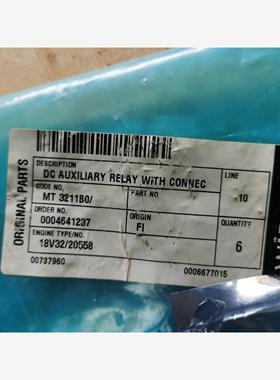 ORIGINAL PARTS
DESCRIPTION
DC AUXILIARY RELAY WITH CONNEC
LINE
10
CODE NO,
MT 3211B0/
PART NO
ORDER NO.
0004641237
ORIGIN
FI
QUANTITY
6
ENGINE TYPE/NO.
18V32/20558
00737960
0006677015